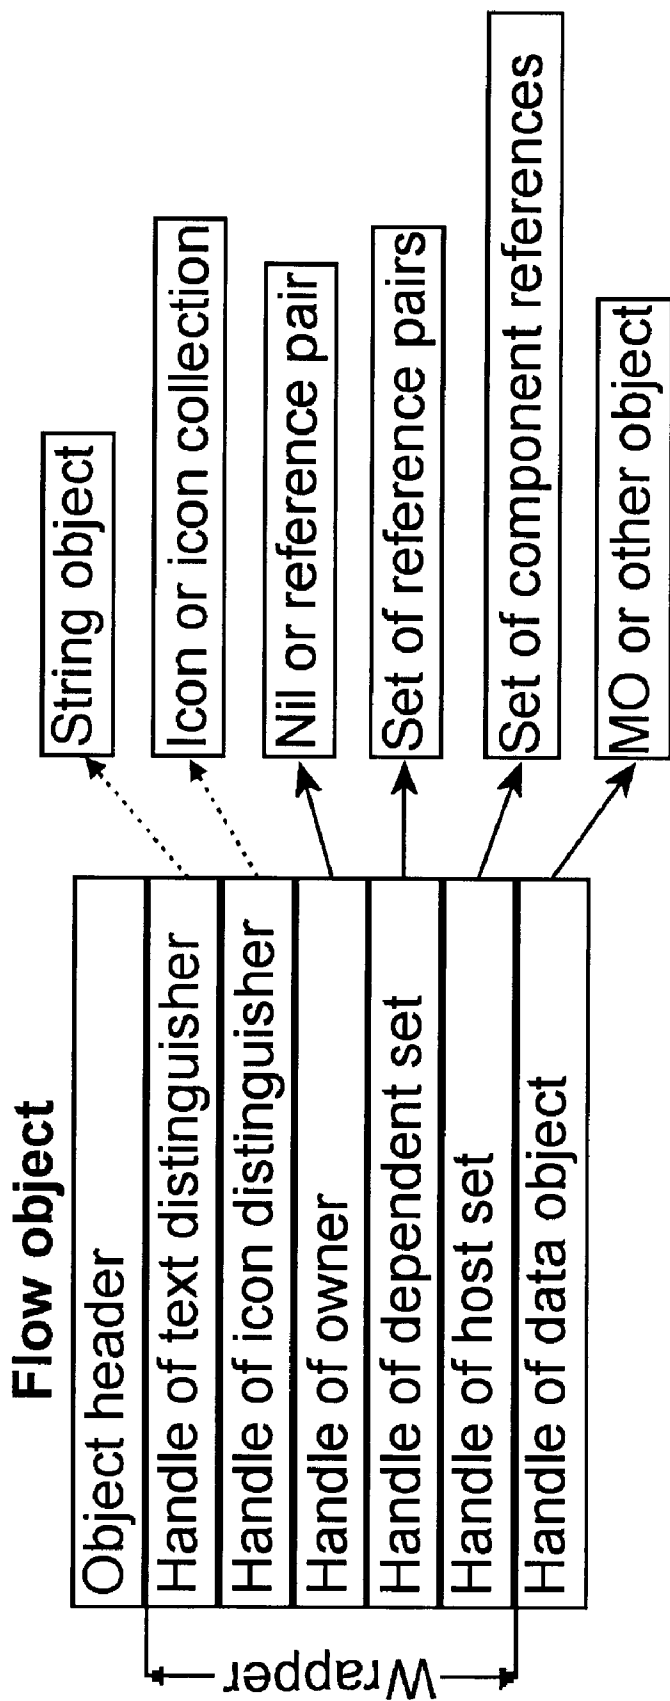 Flow object
Object header
Handle of text distinguisher
Handle of icon distinguisher
Handle of owner
Handle of dependent set
Handle of host set
Handle of data object
Wrapper
String object
Icon or icon collection
Nil or reference pair
Set of reference pairs
Set of component references
MO or other object